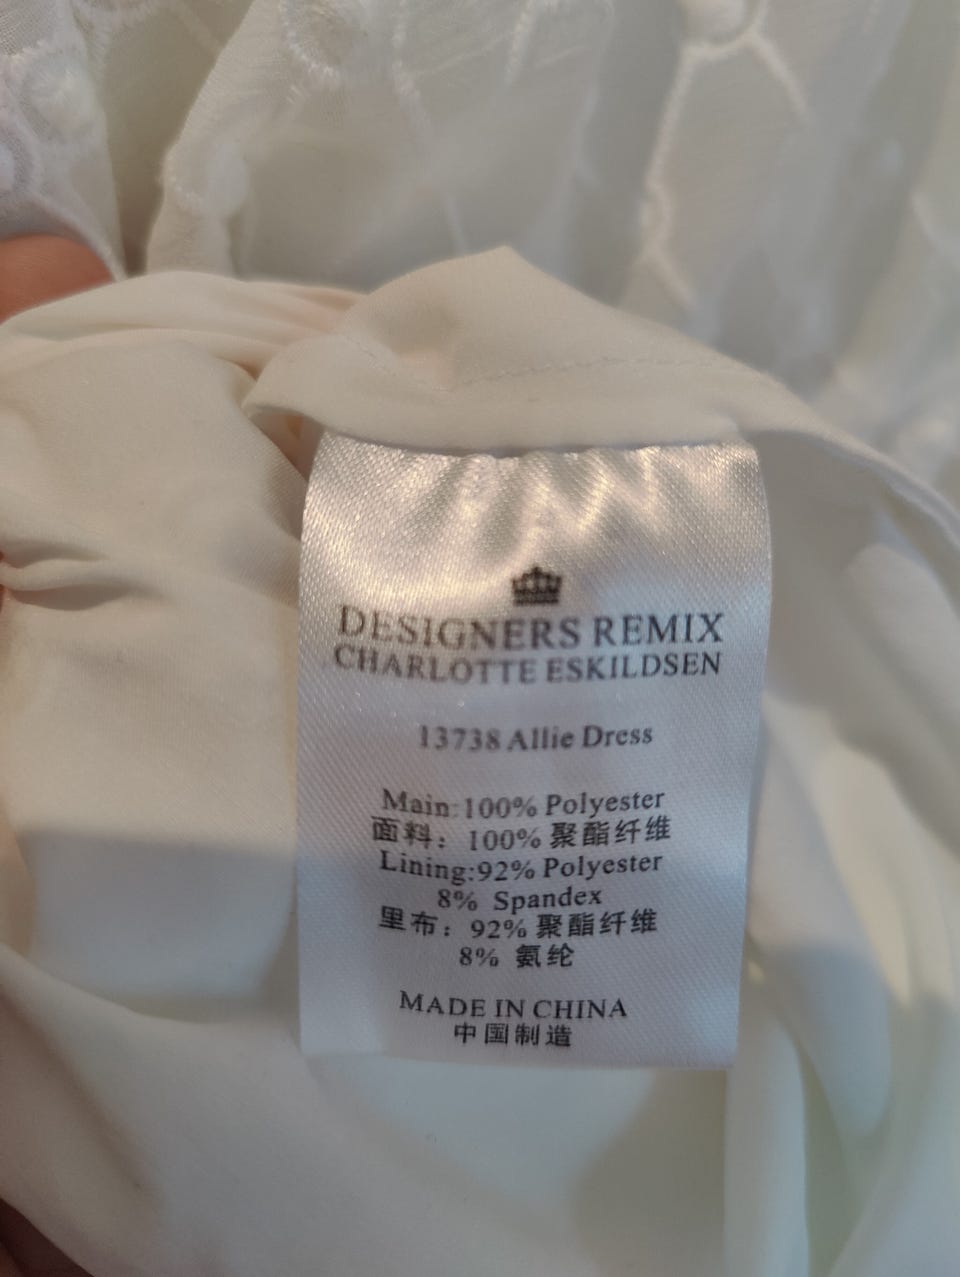 DESIGNERS REMIX
CHARLOTTE ESKILDSEN
13738 Allie Dress
Main:100% Polyester
面料：100% 聚酯纤维
Lining:92% Polyester
8% Spandex
里布：92% 聚酯纤维
8% 氨纶
MADE IN CHINA
中国制造